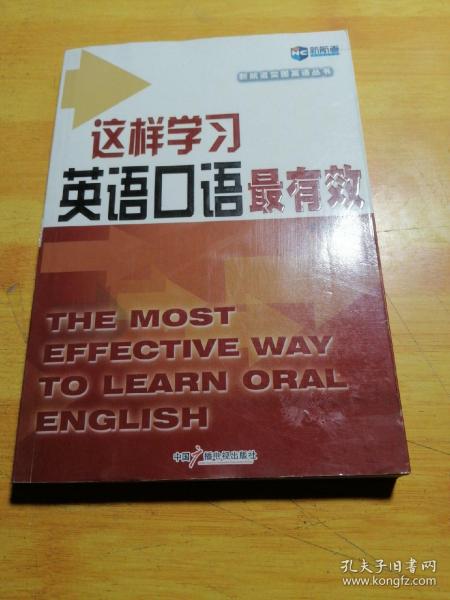 新航道
新航道实图英语丛书
这样学习
英语口语最有效
THE MOST
EFFECTIVE WAY
TO LEARN ORAL
ENGLISH
中国广播电视出版社
孔夫子旧书网
www.kongfz.com